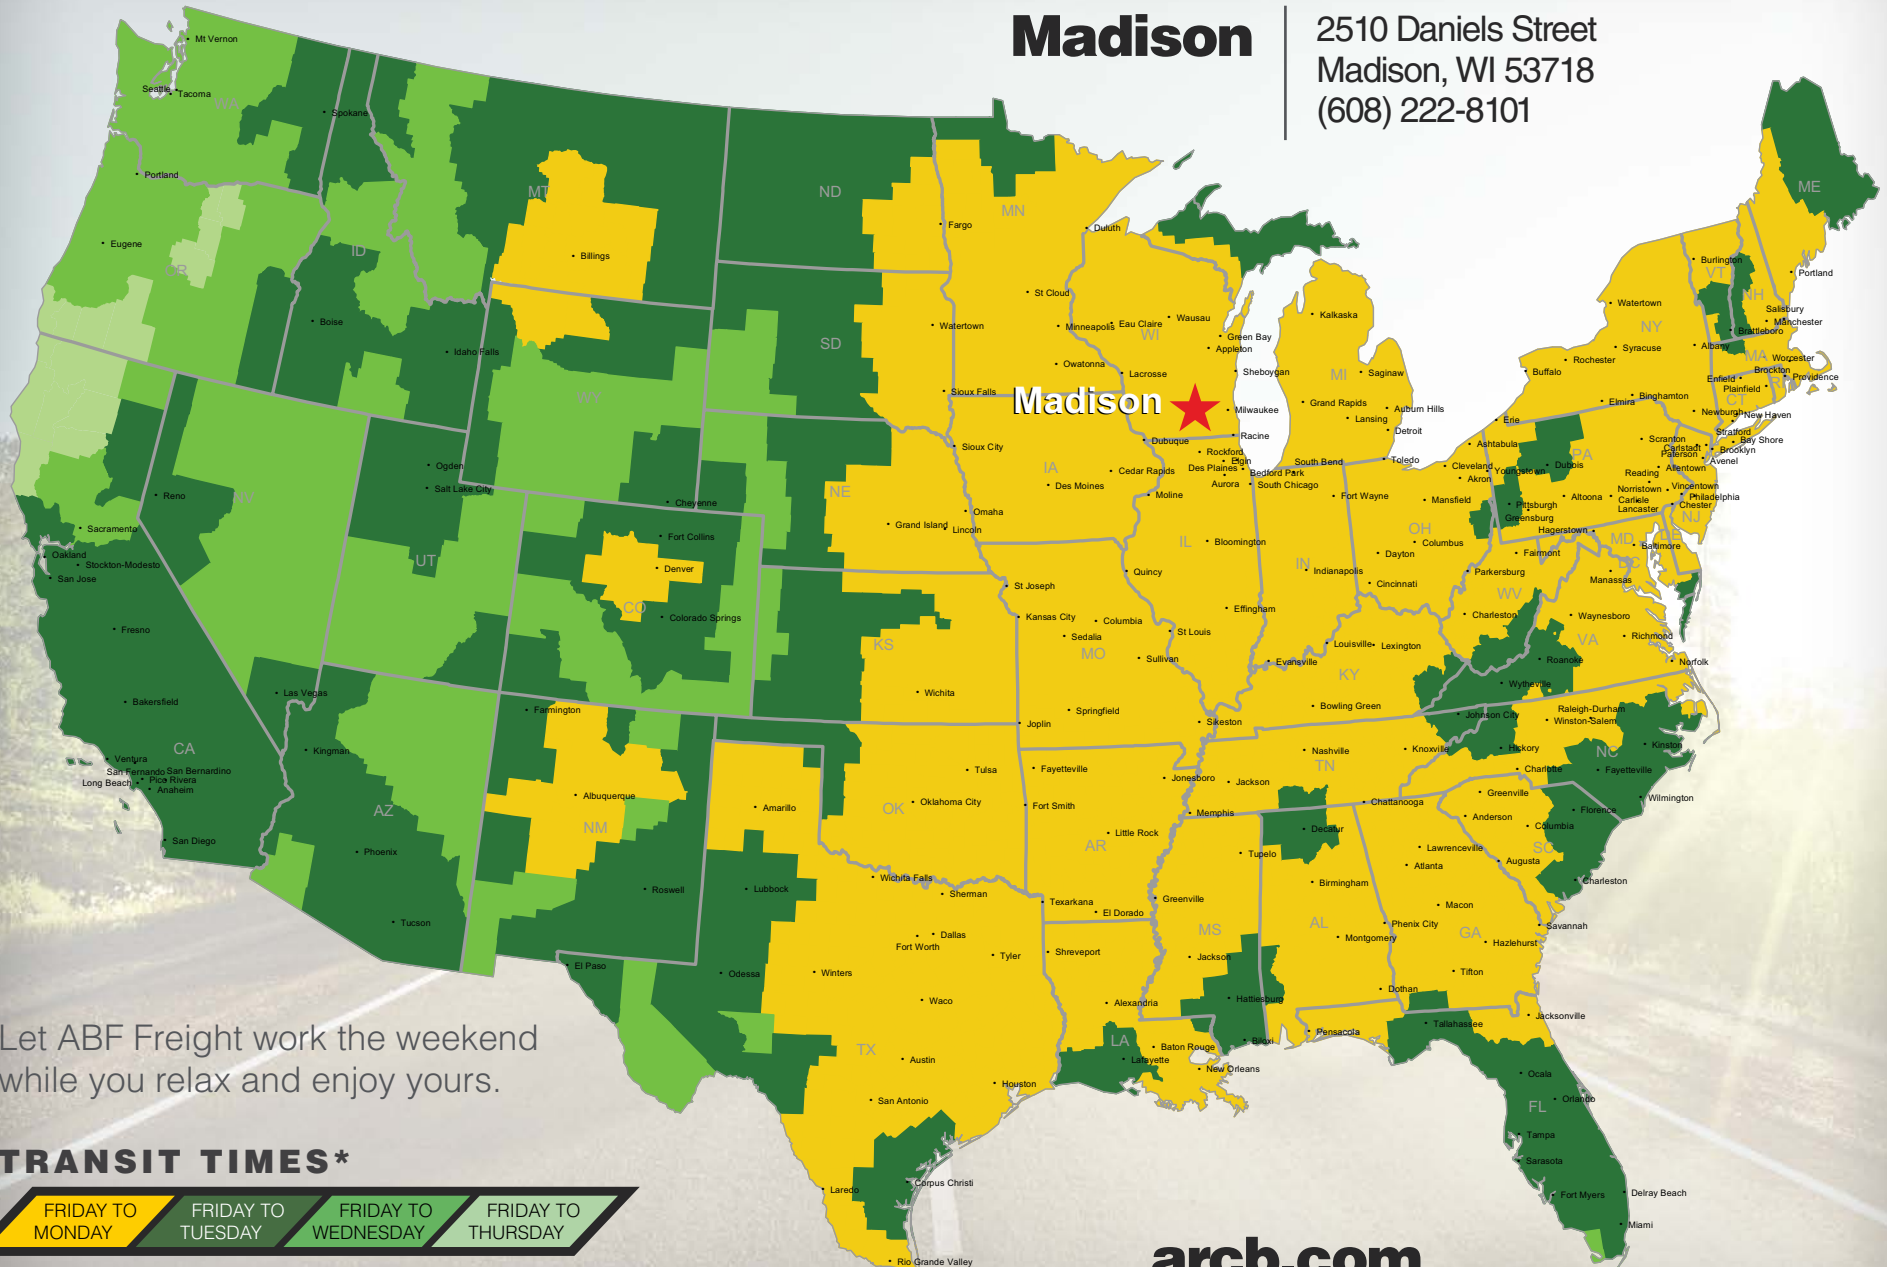 Madison
2510 Daniels Street
Madison, WI 53718
(608) 222-8101
Mt Vernon
Seattle
Tacoma
WA
Spokane
Portland
Eugene
OR
ID
Boise
Idaho Falls
MT
Billings
ND
SD
WY
Cheyenne
NE
Grand Island
Lincoln
Omaha
Reno
NV
Las Vegas
Ogden
Salt Lake City
UT
Fort Collins
Denver
CO
Colorado Springs
Sacramento
Oakland
Stockton-Modesto
San Jose
Fresno
Bakersfield
CA
Ventura
San Fernando
San Bernardino
Long Beach
Pico Rivera
Anaheim
San Diego
Kingman
AZ
Phoenix
Tucson
Farmington
Albuquerque
NM
Roswell
KS
Wichita
OK
Tulsa
Oklahoma City
Amarillo
Lubbock
Wichita Falls
Sherman
Dallas
Fort Worth
Tyler
El Paso
Odessa
Winters
Waco
TX
Austin
Houston
San Antonio
Laredo
Corpus Christi
Rio Grande Valley
MN
Fargo
Duluth
St Cloud
Minneapolis
Watertown
Owatonna
Sioux Falls
Sioux City
Eau Claire
Wausau
WI
Green Bay
Appleton
Lacrosse
Sheboygan
Madison
Milwaukee
Racine
Dubuque
IA
Cedar Rapids
Des Moines
Moline
Rockford
Elgin
Des Plaines
Bedford Park
Aurora
South Chicago
IL
Bloomington
Quincy
Effingham
St Joseph
Kansas City
Columbia
Sedalia
MO
St Louis
Sullivan
Springfield
Joplin
Sikeston
Fayetteville
Jonesboro
Fort Smith
Little Rock
AR
Texarkana
El Dorado
Shreveport
Alexandria
LA
Lafayette
Baton Rouge
New Orleans
Kalkaska
MI
Saginaw
Grand Rapids
Lansing
Auburn Hills
Detroit
South Bend
Toledo
Fort Wayne
IN
Indianapolis
Evansville
Ashtabula
Cleveland
Youngstown
Akron
Mansfield
OH
Columbus
Dayton
Cincinnati
Louisville
Lexington
KY
Bowling Green
Nashville
TN
Knoxville
Jackson
Memphis
Chattanooga
Tupelo
Greenville
MS
Jackson
Hattiesburg
Biloxi
Decatur
Birmingham
AL
Montgomery
Dothan
Pensacola
Lawrenceville
Atlanta
Macon
Phenix City
GA
Hazlehurst
Tifton
Augusta
Savannah
Greenville
Anderson
Columbia
SC
Florence
Charleston
Jacksonville
Tallahassee
Ocala
Orlando
FL
Tampa
Sarasota
Fort Myers
Delray Beach
Miami
Johnson City
Hickory
Charlotte
Raleigh-Durham
Winston-Salem
NC
Kinston
Fayetteville
Wilmington
Parkersburg
Fairmont
WV
Charleston
Waynesboro
VA
Richmond
Roanoke
Wytheville
Norfolk
Manassas
MD
DE
DC
Baltimore
Hagerstown
Erie
PA
Dubois
Pittsburgh
Greensburg
Altoona
Scranton
Reading
Allentown
Norristown
Carlisle
Lancaster
Vincentown
Philadelphia
Chester
NJ
Carlstadt
Paterson
Avenel
Brooklyn
Bay Shore
Stratford
Watertown
NY
Syracuse
Rochester
Buffalo
Elmira
Binghamton
Albany
Newburgh
New Haven
CT
Enfield
Plainfield
RI
Providence
Brockton
Worcester
MA
Burlington
VT
NH
Brattleboro
Salisbury
Manchester
ME
Portland
Let ABF Freight work the weekend
while you relax and enjoy yours.
TRANSIT TIMES*
FRIDAY TO
MONDAY
FRIDAY TO
TUESDAY
FRIDAY TO
WEDNESDAY
FRIDAY TO
THURSDAY
arcb.com